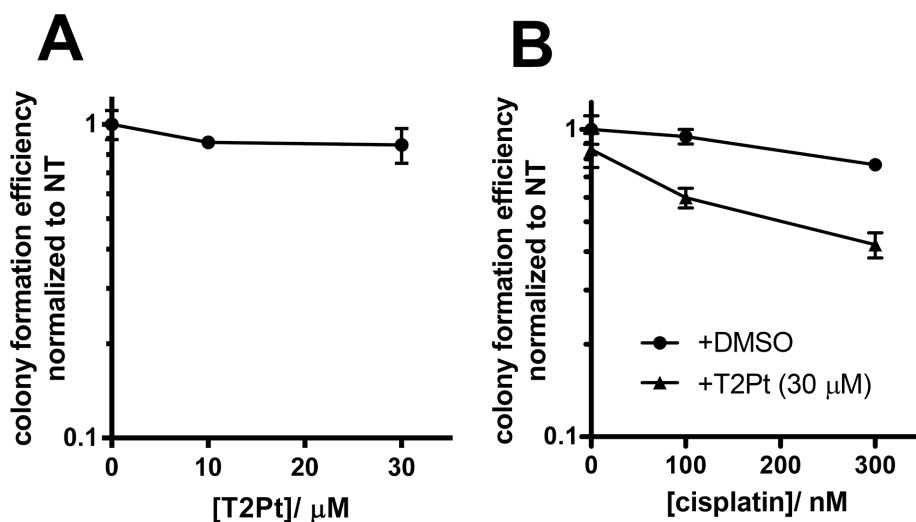 A
colony formation efficiency
normalized to NT
1
0.1
0 10 20 30
[T2Pt]/ μM
B
colony formation efficiency
normalized to NT
1
0.1
+DMSO
+T2Pt (30 μM)
0 100 200 300
[cisplatin]/ nM